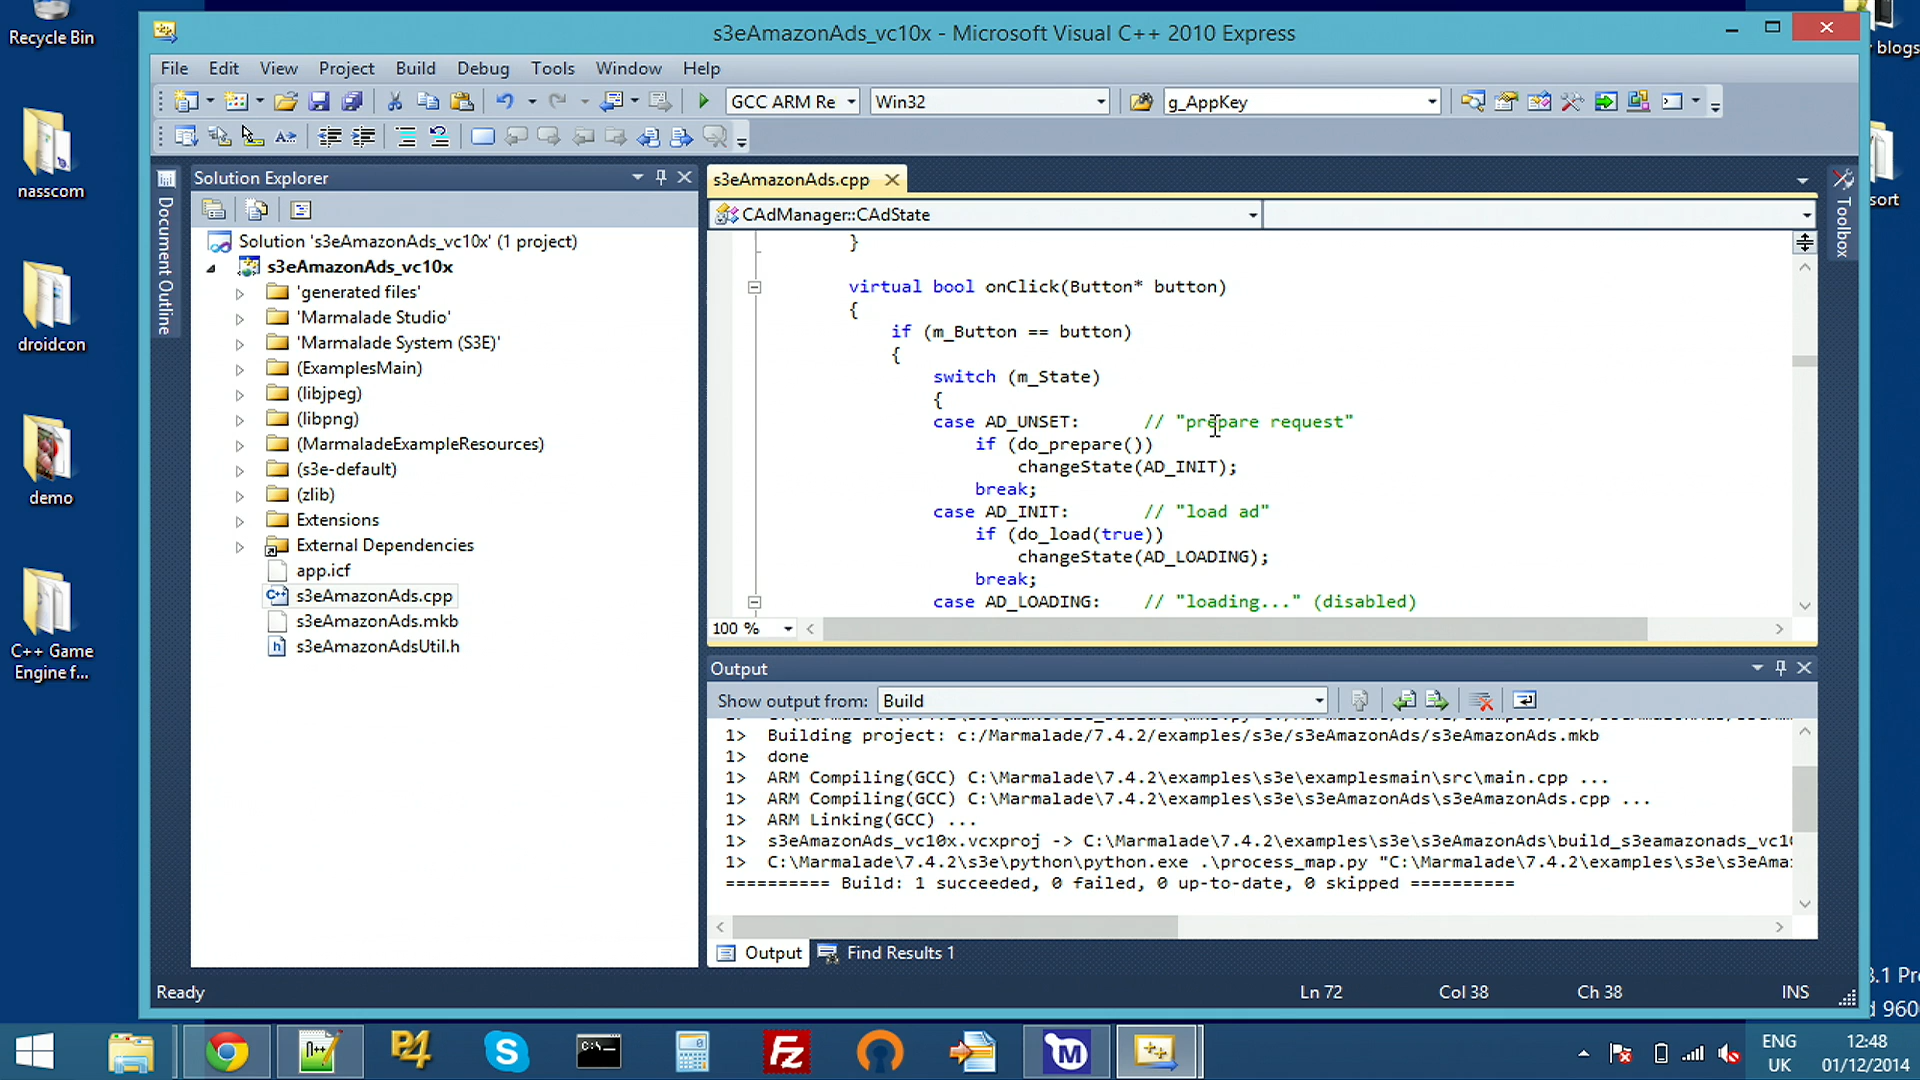 Recycle Bin
nasscom
droidcon
demo
C++ Game
Engine f...
blogs
sort
s3eAmazonAds_vc10x - Microsoft Visual C++ 2010 Express
File Edit View Project Build Debug Tools Window Help
GCC ARM Re Win32 g_AppKey
Document Outline
Solution Explorer
Solution 's3eAmazonAds_vc10x' (1 project)
s3eAmazonAds_vc10x
'generated files'
'Marmalade Studio'
'Marmalade System (S3E)'
(ExamplesMain)
(libjpeg)
(libpng)
(MarmaladeExampleResources)
(s3e-default)
(zlib)
Extensions
External Dependencies
app.icf
s3eAmazonAds.cpp
s3eAmazonAds.mkb
s3eAmazonAdsUtil.h
s3eAmazonAds.cpp
Toolbox
CAdManager::CAdState
}
virtual bool onClick(Button* button)
{
if (m_Button == button)
{
switch (m_State)
{
case AD_UNSET: // "prepare request"
if (do_prepare())
changeState(AD_INIT);
break;
case AD_INIT: // "load ad"
if (do_load(true))
changeState(AD_LOADING);
break;
case AD_LOADING: // "loading..." (disabled)
100 %
Output
Show output from: Build
1> Building project: c:/Marmalade/7.4.2/examples/s3e/s3eAmazonAds/s3eAmazonAds.mkb
1> done
1> ARM Compiling(GCC) C:\Marmalade\7.4.2\examples\s3e\examplesmain\src\main.cpp ...
1> ARM Compiling(GCC) C:\Marmalade\7.4.2\examples\s3e\s3eAmazonAds\s3eAmazonAds.cpp ...
1> ARM Linking(GCC) ...
1> s3eAmazonAds_vc10x.vcxproj -> C:\Marmalade\7.4.2\examples\s3e\s3eAmazonAds\build_s3eamazonads_vc1
1> C:\Marmalade\7.4.2\s3e\python\python.exe .\process_map.py "C:\Marmalade\7.4.2\examples\s3e\s3eAma
========== Build: 1 succeeded, 0 failed, 0 up-to-date, 0 skipped ==========
Output Find Results 1
Ready Ln 72 Col 38 Ch 38 INS
ENG
UK
12:48
01/12/2014